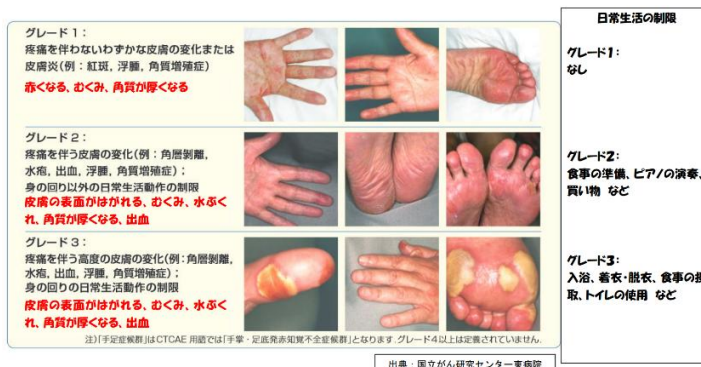 グレード1：
疼痛を伴わないわずかな皮膚の変化または
皮膚炎(例：紅斑, 浮腫, 角質増殖症)
赤くなる、むくみ、角質が厚くなる
グレード2：
疼痛を伴う皮膚の変化(例：角層剥離,
水疱, 出血, 浮腫, 角質増殖症)；
身の回り以外の日常生活動作の制限
皮膚の表面がはがれる、むくみ、水ぶく
れ、角質が厚くなる、出血
グレード3：
疼痛を伴う高度の皮膚の変化(例：角層剥離,
水疱, 出血, 浮腫, 角質増殖症)；
身の回りの日常生活動作の制限
皮膚の表面がはがれる、むくみ、水ぶく
れ、角質が厚くなる、出血
注)「手足症候群」はCTCAE 用語では「手掌・足底発赤知覚不全症候群」となります. グレード4以上は定義されていません.
日常生活の制限
グレード1：
なし
グレード2：
食事の準備、ピアノの演奏、
買い物 など
グレード3：
入浴、着衣・脱衣、食事の摂
取、トイレの使用 など
出典：国立がん研究センター東病院